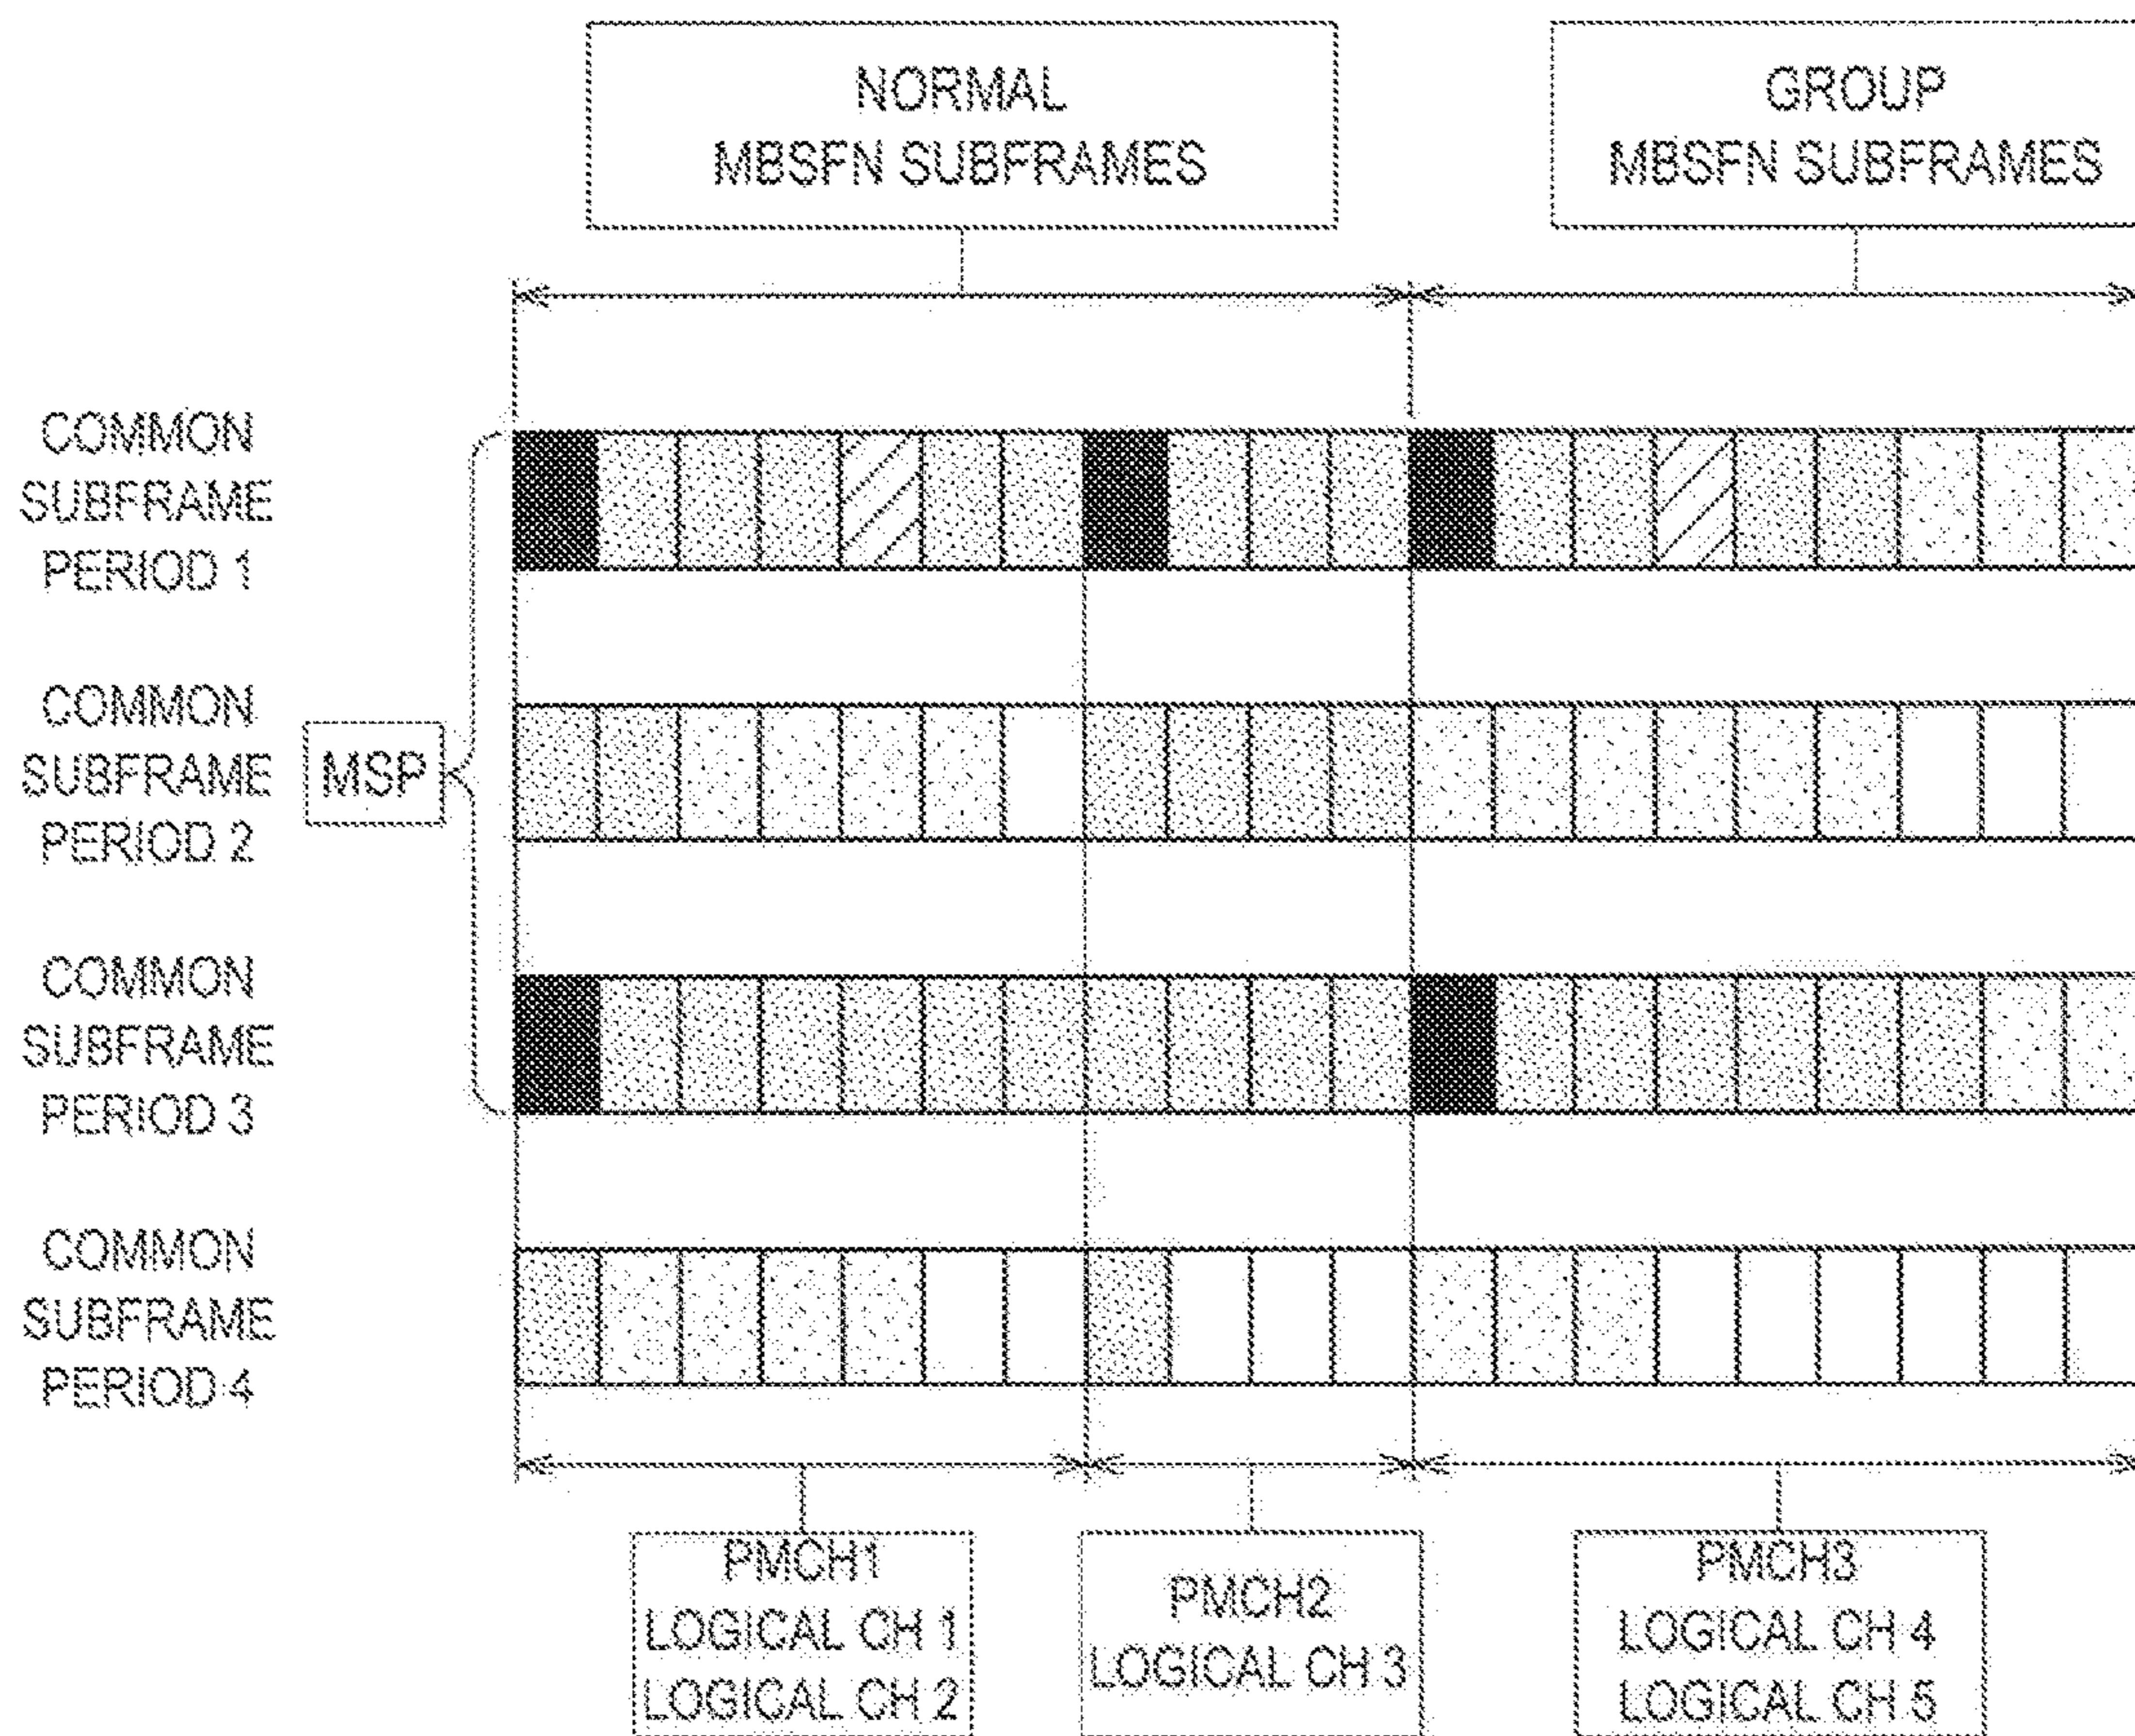 NORMAL
MBSFN SUBFRAMES
GROUP
MBSFN SUBFRAMES
COMMON
SUBFRAME
PERIOD 1
COMMON
SUBFRAME
PERIOD 2
MSP
COMMON
SUBFRAME
PERIOD 3
COMMON
SUBFRAME
PERIOD 4
PMCH1
LOGICAL CH 1
LOGICAL CH 2
PMCH2
LOGICAL CH 3
PMCH3
LOGICAL CH 4
LOGICAL CH 5